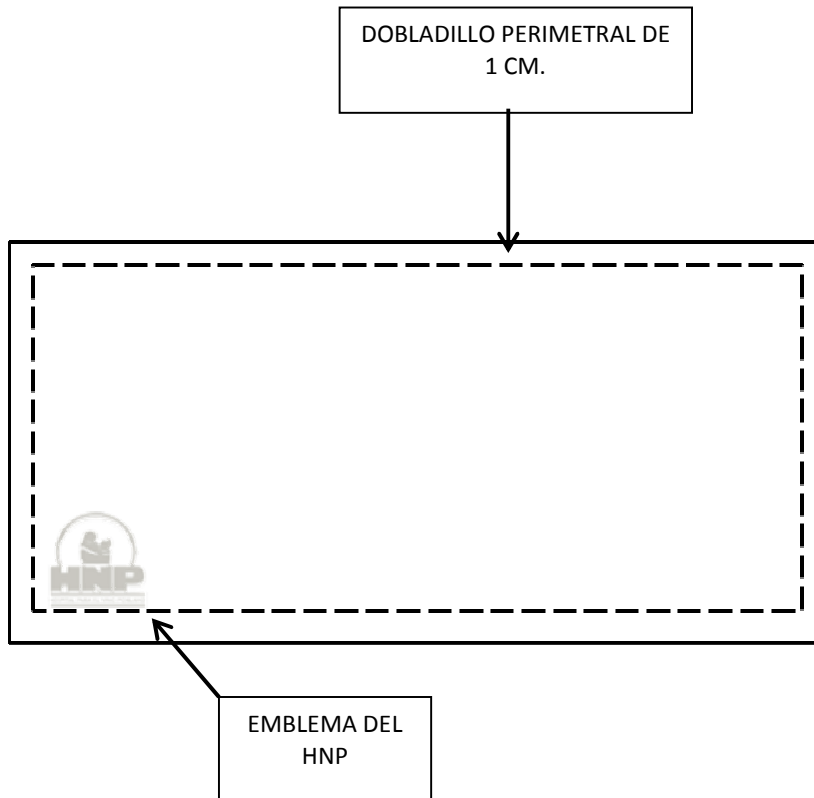 DOBLADILLO PERIMETRAL DE
1 CM.
HNP
EMBLEMA DEL
HNP